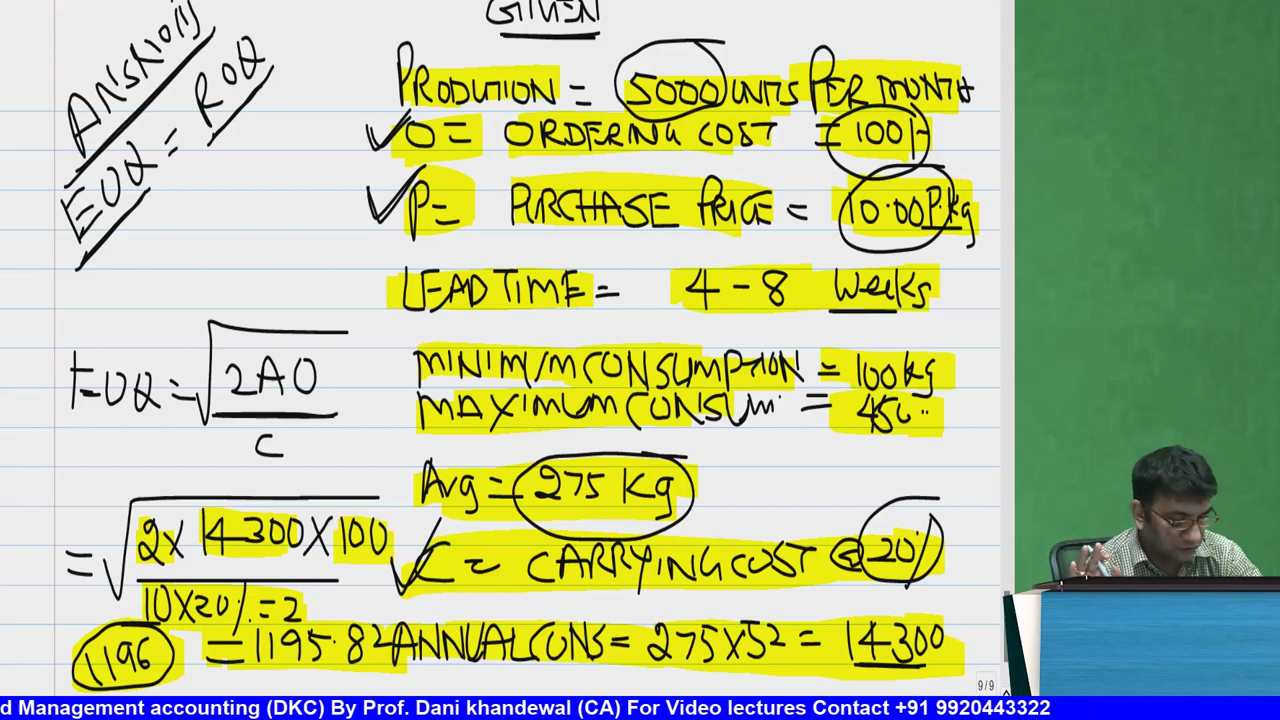 GIVEN
Ans
EOQ = ROQ
PRODUTION = 5000 UNITS PER MONTH
O = ORDERING COST = 100/-
P = PURCHASE PRICE = 10.00 P.Kg
LEAD TIME = 4-8 Weeks
EOQ = √2AO
C
MINIM/M CONSUMPTION = 100 kg
MAXIMUM CONSUM. = 450 "
Avg = 275 Kg
= √2 x 14300 x 100
10 X 20% = 2
C = CARRYING COST @ 20%
= 1195.82
1196
ANNUAL CONS = 275 X 52 = 14300
9/9
d Management accounting (DKC) By Prof. Dani khandewal (CA) For Video lectures Contact +91 9920443322